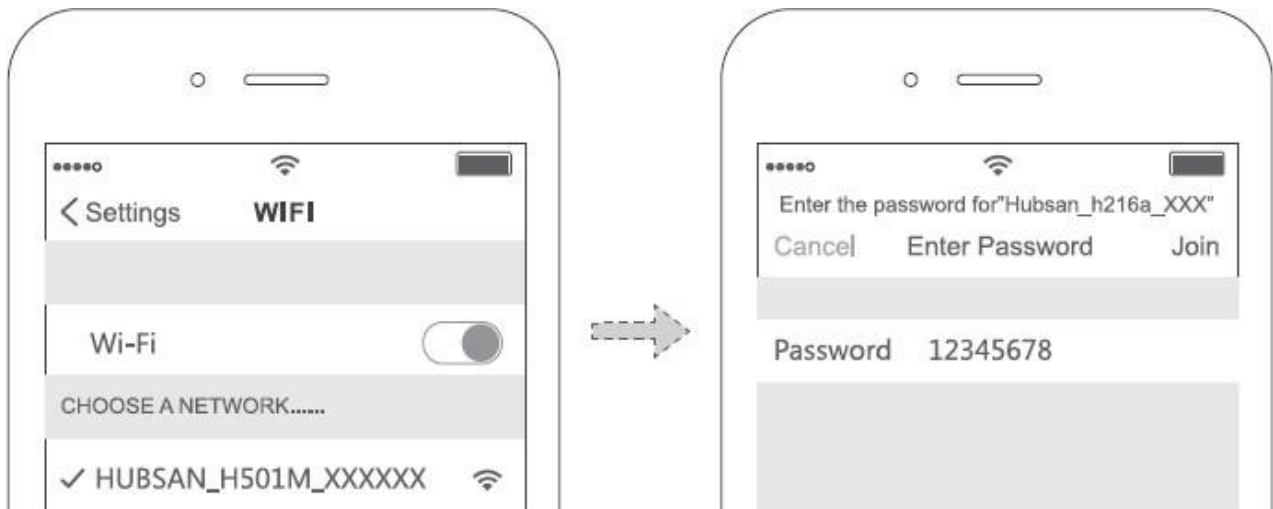 Settings WIFI
Wi-Fi
CHOOSE A NETWORK......
HUBSAN_H501M_XXXXXX
Enter the password for"Hubsan_h216a_XXX"
Cancel Enter Password Join
Password 12345678